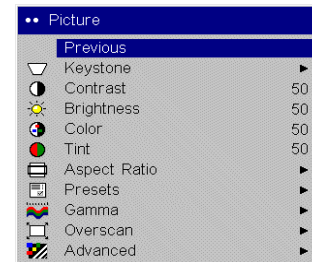 Picture
Previous
Keystone
Contrast 50
Brightness 50
Color 50
Tint 50
Aspect Ratio
Presets
Gamma
Overscan
Advanced